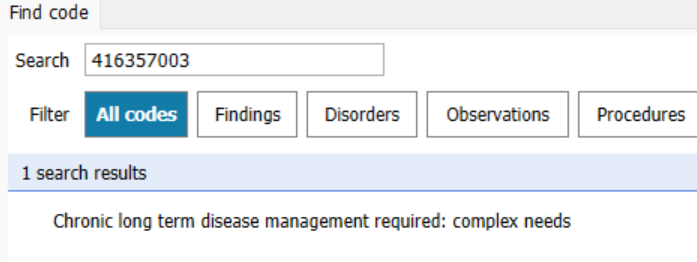 Find code
Search 416357003
Filter All codes Findings Disorders Observations Procedures
1 search results
Chronic long term disease management required: complex needs